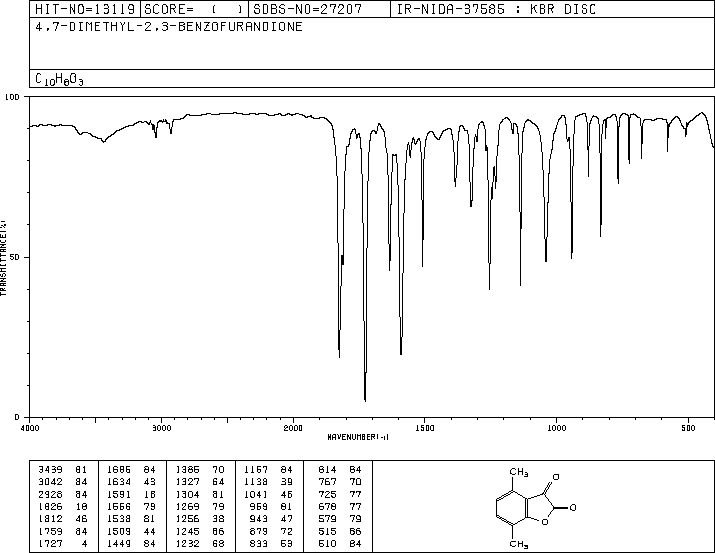 HIT-NO=13119 SCORE= ( ) SDBS-NO=27207 IR-NIDA-37585 : KBR DISC
4,7-DIMETHYL-2,3-BENZOFURANDIONE
C10H8O3
100
50
0
TRANSMITTANCE(%)
4000 3000 2000 1500 1000 500
WAVENUMBER(-1)
3439 81 1686 84 1386 70 1167 84 814 84
3042 84 1634 43 1327 64 1138 39 767 70
2928 84 1591 18 1304 81 1041 46 725 77
1826 18 1566 79 1269 79 959 81 678 77
1812 46 1538 81 1256 38 943 47 579 79
1759 84 1509 44 1245 66 879 72 515 86
1727 4 1449 84 1232 68 833 53 510 84
CH3
O
O
O
CH3